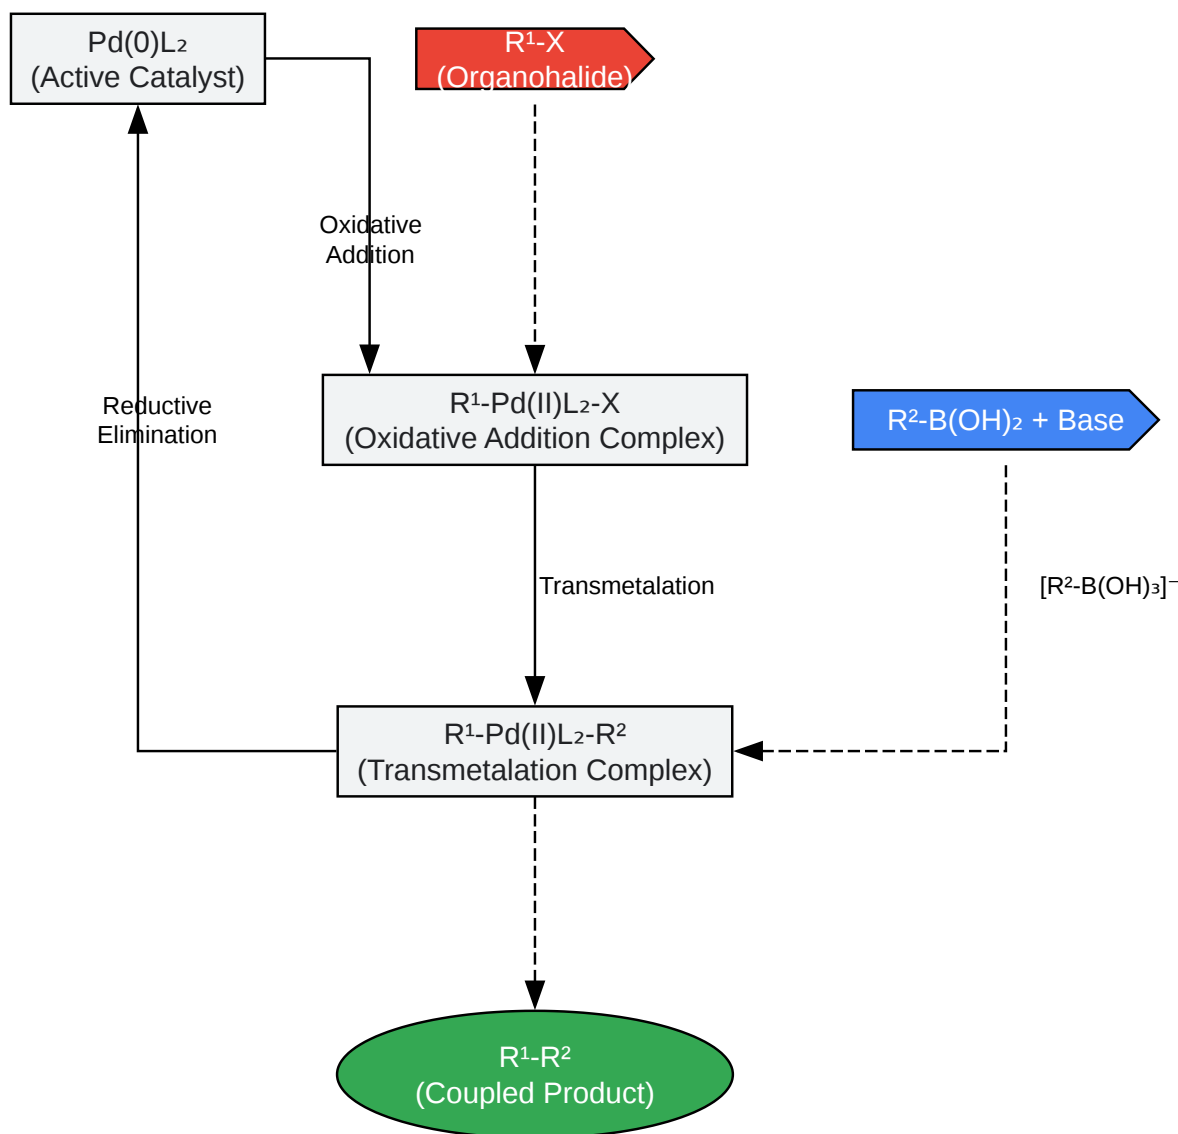 Pd(0)L₂
(Active Catalyst)
R¹-X
(Organohalide)
Oxidative
Addition
R¹-Pd(II)L₂-X
(Oxidative Addition Complex)
Reductive
Elimination
R²-B(OH)₂ + Base
Transmetalation
[R²-B(OH)₃]⁻
R¹-Pd(II)L₂-R²
(Transmetalation Complex)
R¹-R²
(Coupled Product)